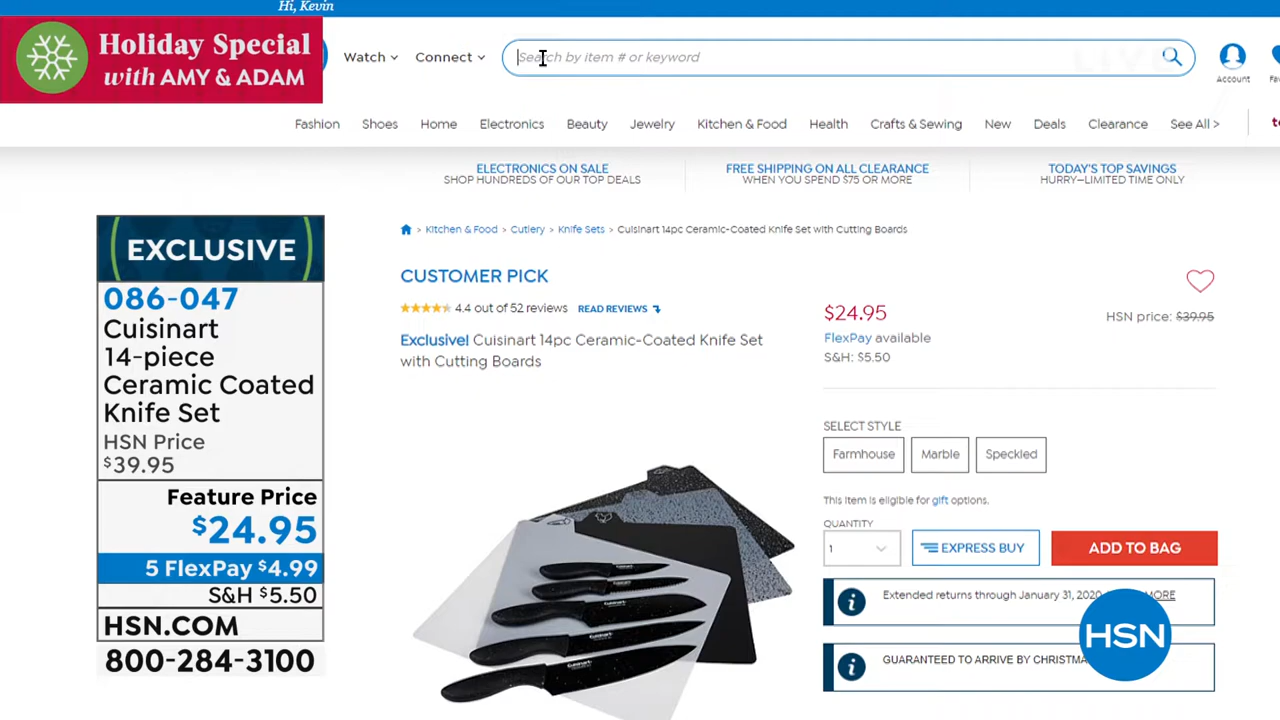 Hi, Kevin
Holiday Special
with AMY & ADAM
Watch
Connect
Search by item # or keyword
LIVE
Account
Fashion
Shoes
Home
Electronics
Beauty
Jewelry
Kitchen & Food
Health
Crafts & Sewing
New
Deals
Clearance
See All >
ELECTRONICS ON SALE
SHOP HUNDREDS OF OUR TOP DEALS
FREE SHIPPING ON ALL CLEARANCE
WHEN YOU SPEND $75 OR MORE
TODAY'S TOP SAVINGS
HURRY—LIMITED TIME ONLY
EXCLUSIVE
086-047
Cuisinart
14-piece
Ceramic Coated
Knife Set
HSN Price
$39.95
Feature Price
$24.95
5 FlexPay $4.99
S&H $5.50
HSN.COM
800-284-3100
> Kitchen & Food > Cutlery > Knife Sets > Cuisinart 14pc Ceramic-Coated Knife Set with Cutting Boards
CUSTOMER PICK
4.4 out of 52 reviews READ REVIEWS
Exclusive! Cuisinart 14pc Ceramic-Coated Knife Set
with Cutting Boards
$24.95
HSN price: $39.95
FlexPay available
S&H: $5.50
SELECT STYLE
Farmhouse
Marble
Speckled
This item is eligible for gift options.
QUANTITY
1
EXPRESS BUY
ADD TO BAG
Extended returns through January 31, 2020 MORE
GUARANTEED TO ARRIVE BY CHRISTMA
HSN